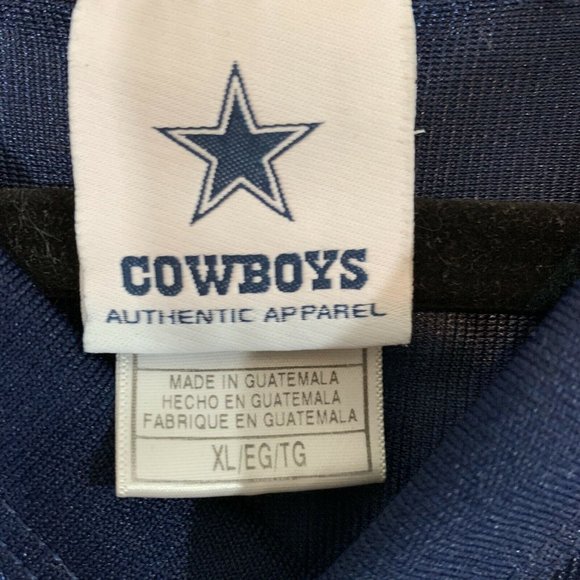 COWBOYS
AUTHENTIC APPAREL
MADE IN GUATEMALA
HECHO EN GUATEMALA
FABRIQUE EN GUATEMALA
XL/EG/TG